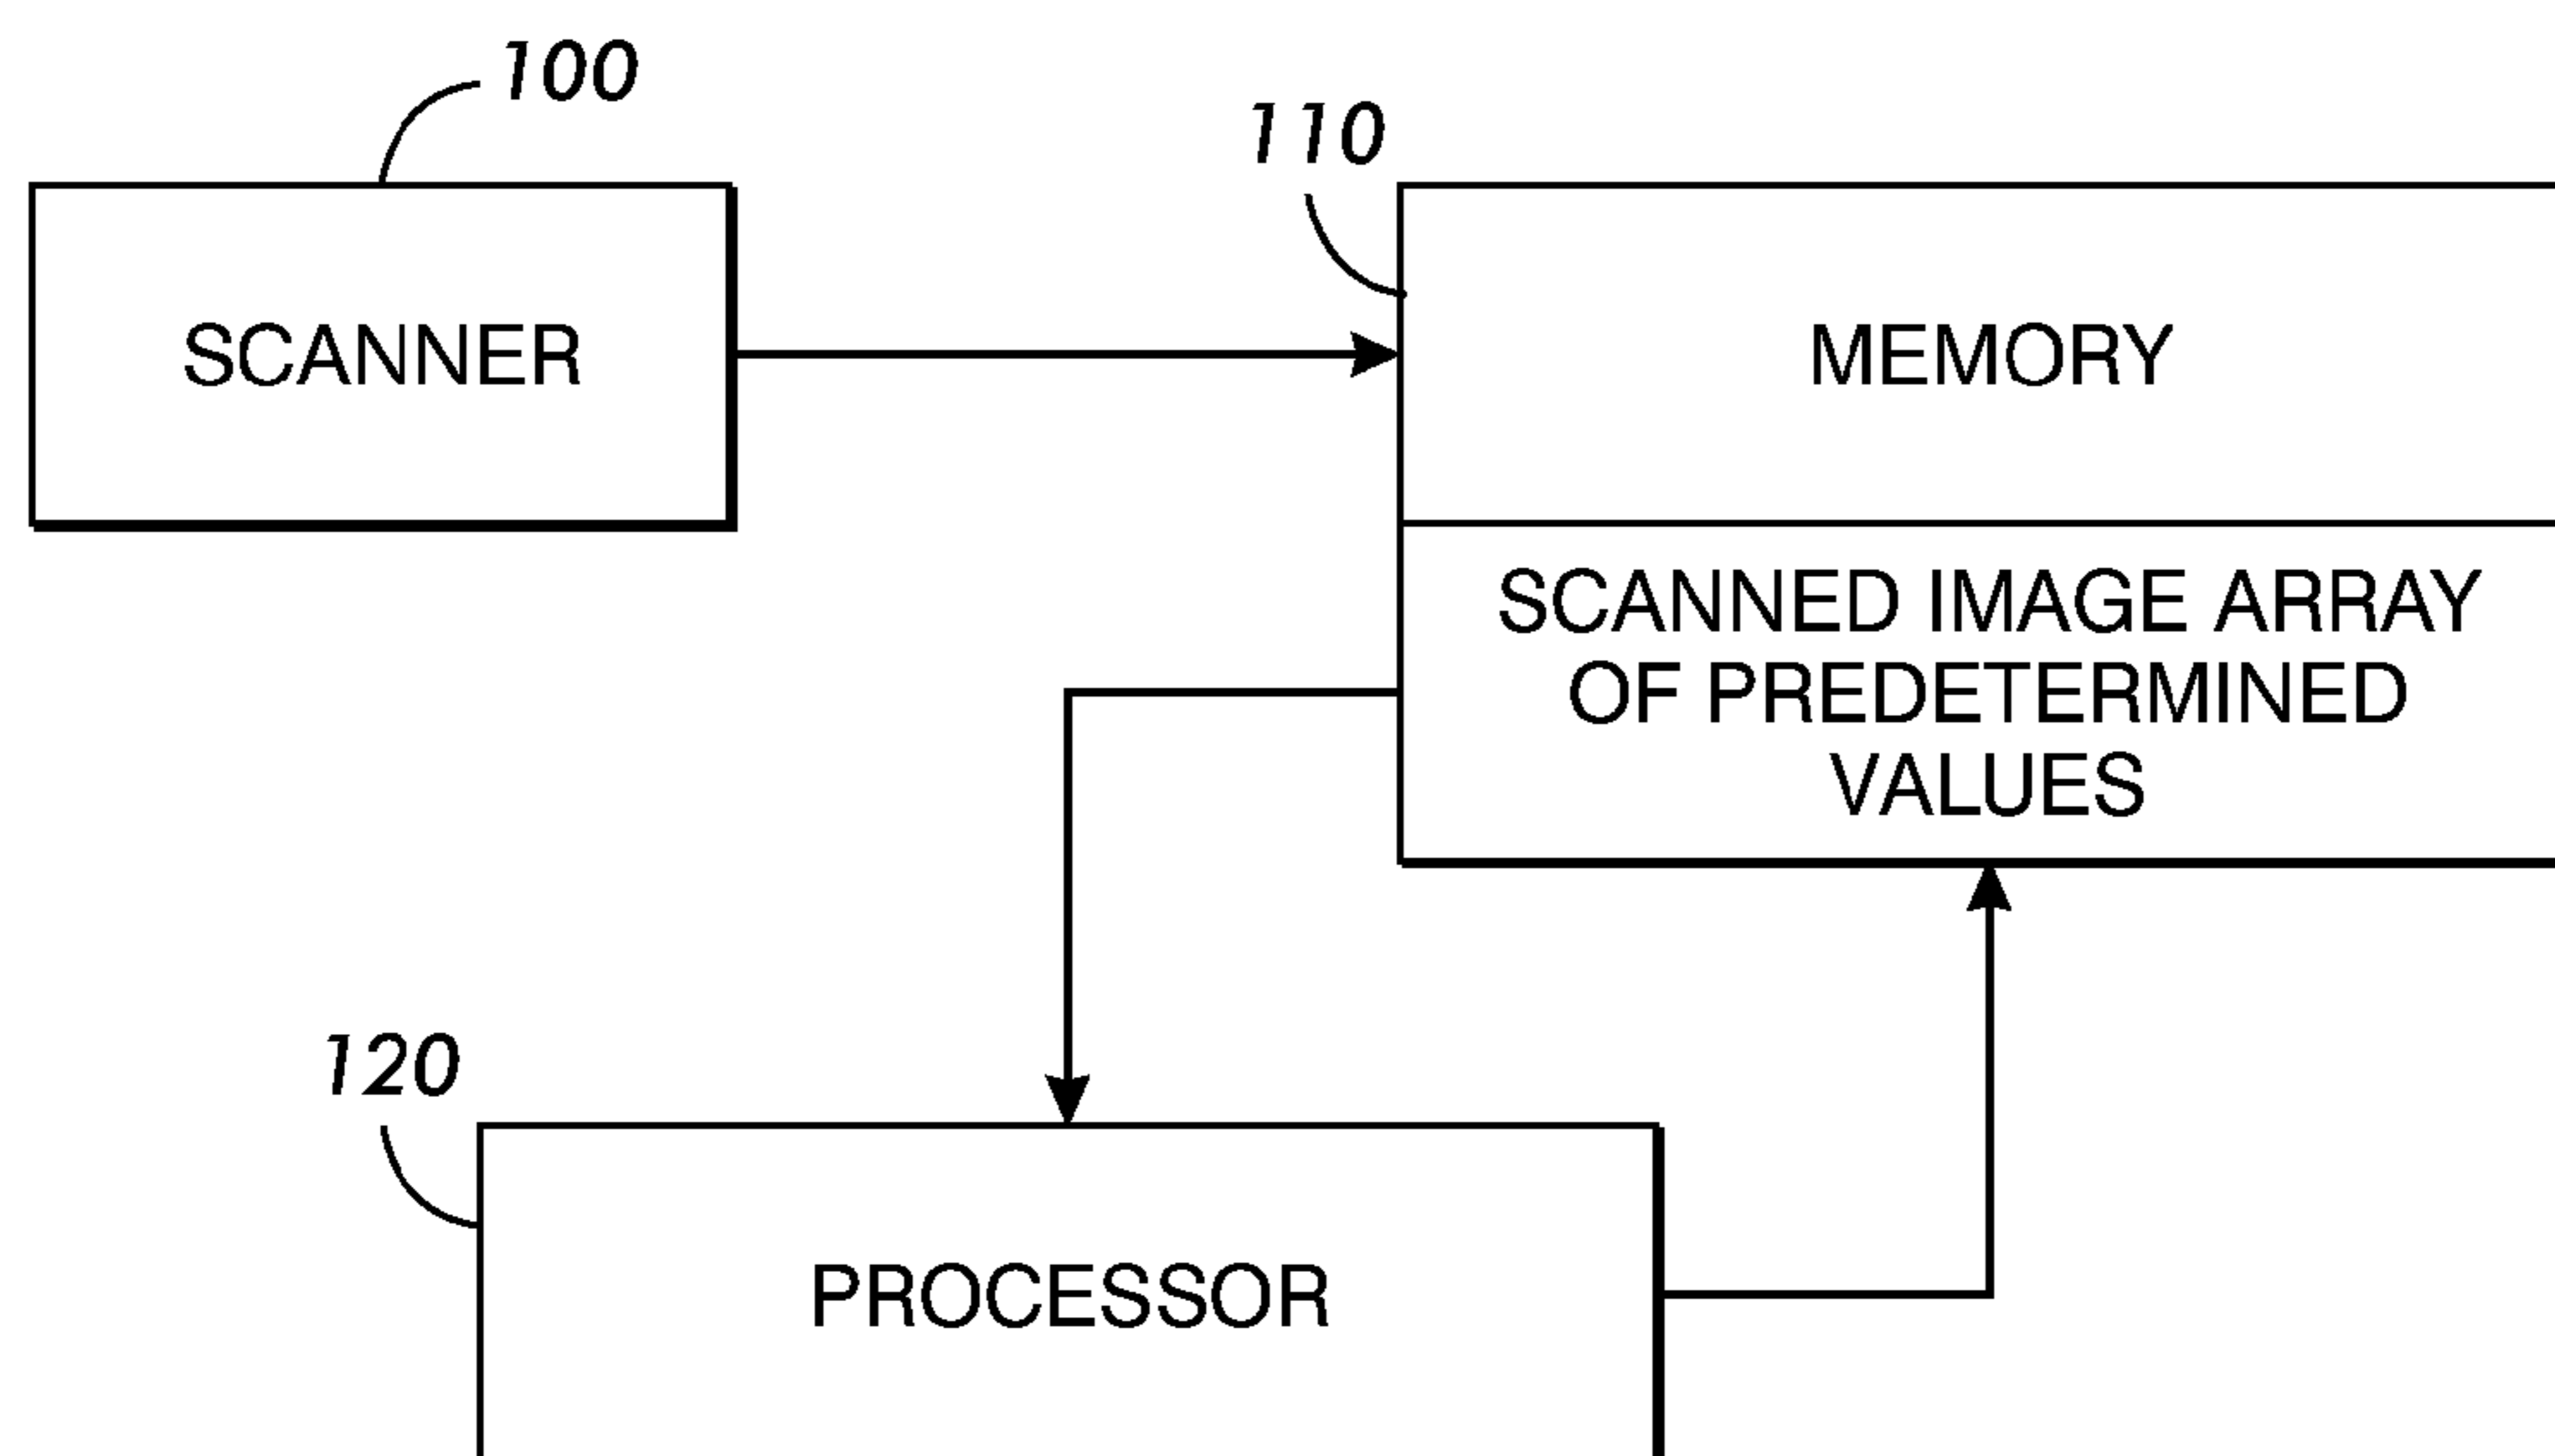 100
110
SCANNER
MEMORY
SCANNED IMAGE ARRAY
OF PREDETERMINED
VALUES
120
PROCESSOR